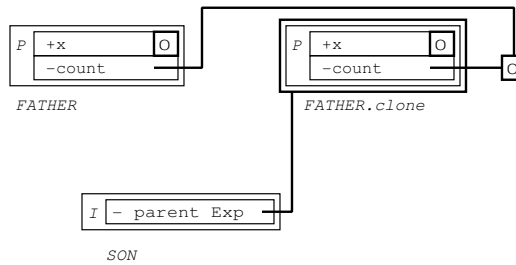 P +x O
-count
FATHER
P +x O
-count
O
FATHER.clone
I - parent Exp
SON